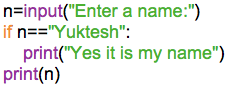 n=input("Enter a name:")
if n=="Yuktesh":
    print("Yes it is my name")
print(n)